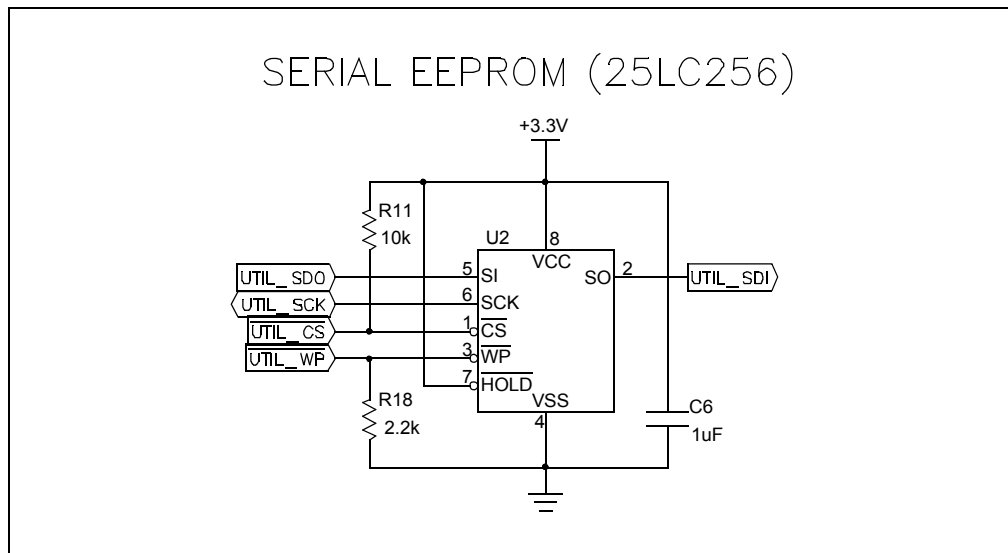 SERIAL EEPROM (25LC256)
+3.3V
R11
10k
U2
8
VCC
UTIL_SDO
5
SI
SO
2
UTIL_SDI
UTIL_SCK
6
SCK
UTIL_CS
1
CS
UTIL_WP
3
WP
7
HOLD
R18
2.2k
VSS
4
C6
1uF